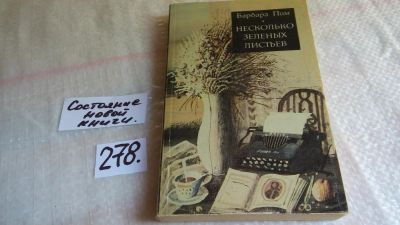 Барбара Пим
НЕСКОЛЬКО
ЗЕЛЕНЫХ
ЛИСТЬЕВ
Состояние
новой
книги.
278.